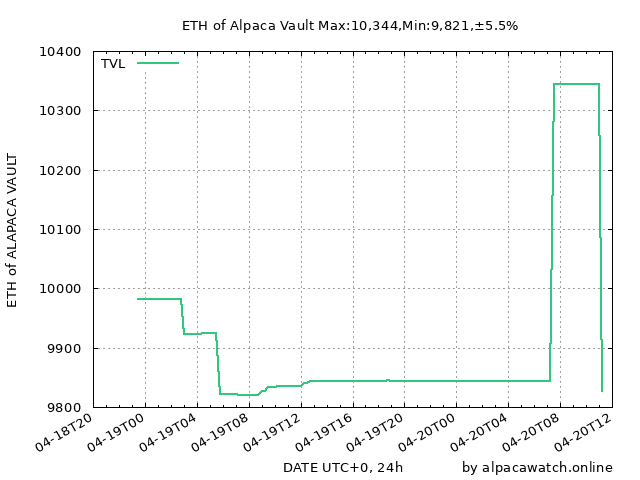 ETH of Alpaca Vault Max:10,344,Min:9,821,±5.5%
TVL
ETH of ALAPACA VAULT
10400
10300
10200
10100
10000
9900
9800
04-18T20 04-19T00 04-19T04 04-19T08 04-19T12 04-19T16 04-19T20 04-20T00 04-20T04 04-20T08 04-20T12
DATE UTC+0, 24h by alpacawatch.online